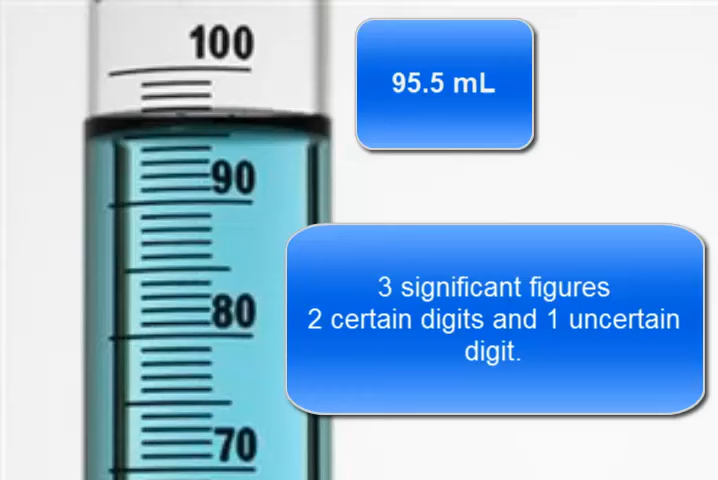 100
95.5 mL
90
3 significant figures
2 certain digits and 1 uncertain
digit.
80
70